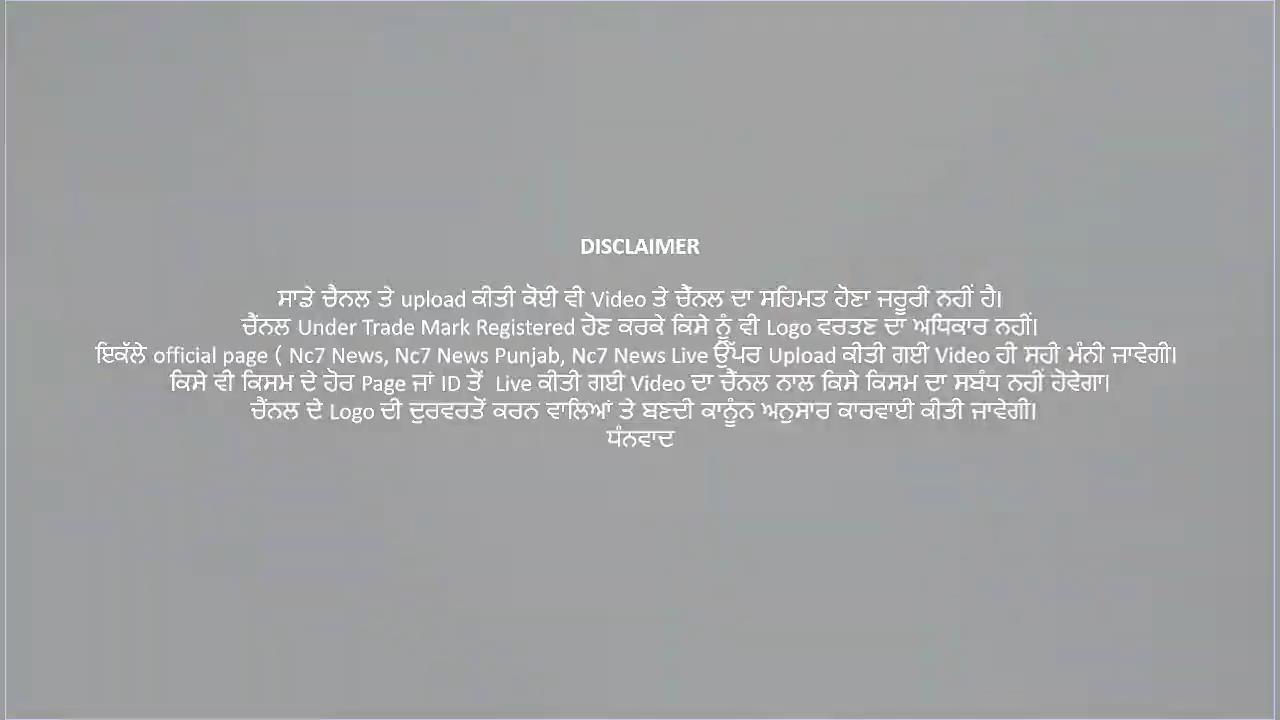 DISCLAIMER
ਸਾਡੇ ਚੈਨਲ ਤੇ upload ਕੀਤੀ ਕੋਈ ਵੀ Video ਤੇ ਚੈੱਨਲ ਦਾ ਸਹਿਮਤ ਹੋਣਾ ਜਰੂਰੀ ਨਹੀਂ ਹੈ।
ਚੈੱਨਲ Under Trade Mark Registered ਹੋਣ ਕਰਕੇ ਕਿਸੇ ਨੂੰ ਵੀ Logo ਵਰਤਣ ਦਾ ਅਧਿਕਾਰ ਨਹੀਂ।
ਇਕੱਲੇ official page ( Nc7 News, Nc7 News Punjab, Nc7 News Live ਉੱਪਰ Upload ਕੀਤੀ ਗਈ Video ਹੀ ਸਹੀ ਮੰਨੀ ਜਾਵੇਗੀ।
ਕਿਸੇ ਵੀ ਕਿਸਮ ਦੇ ਹੋਰ Page ਜਾਂ ID ਤੋਂ Live ਕੀਤੀ ਗਈ Video ਦਾ ਚੈੱਨਲ ਨਾਲ ਕਿਸੇ ਕਿਸਮ ਦਾ ਸਬੰਧ ਨਹੀਂ ਹੋਵੇਗਾ।
ਚੈੱਨਲ ਦੇ Logo ਦੀ ਦੁਰਵਰਤੋਂ ਕਰਨ ਵਾਲਿਆਂ ਤੇ ਬਣਦੀ ਕਾਨੂੰਨ ਅਨੁਸਾਰ ਕਾਰਵਾਈ ਕੀਤੀ ਜਾਵੇਗੀ।
ਧੰਨਵਾਦ